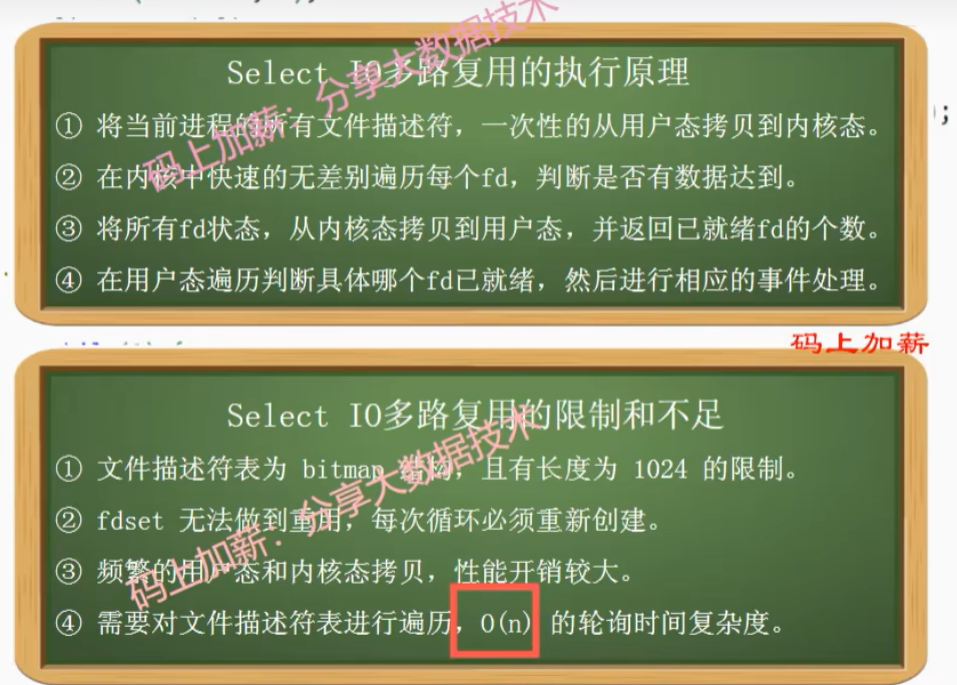 Select IO多路复用的执行原理
① 将当前进程的所有文件描述符，一次性的从用户态拷贝到内核态。
② 在内核中快速的无差别遍历每个fd，判断是否有数据达到。
③ 将所有fd状态，从内核态拷贝到用户态，并返回已就绪fd的个数。
④ 在用户态遍历判断具体哪个fd已就绪，然后进行相应的事件处理。
码上加薪：分享大数据技术
);
码上加薪
Select IO多路复用的限制和不足
① 文件描述符表为 bitmap 结构，且有长度为 1024 的限制。
② fdset 无法做到重用，每次循环必须重新创建。
③ 频繁的用户态和内核态拷贝，性能开销较大。
④ 需要对文件描述符表进行遍历，O(n) 的轮询时间复杂度。
码上加薪：分享大数据技术